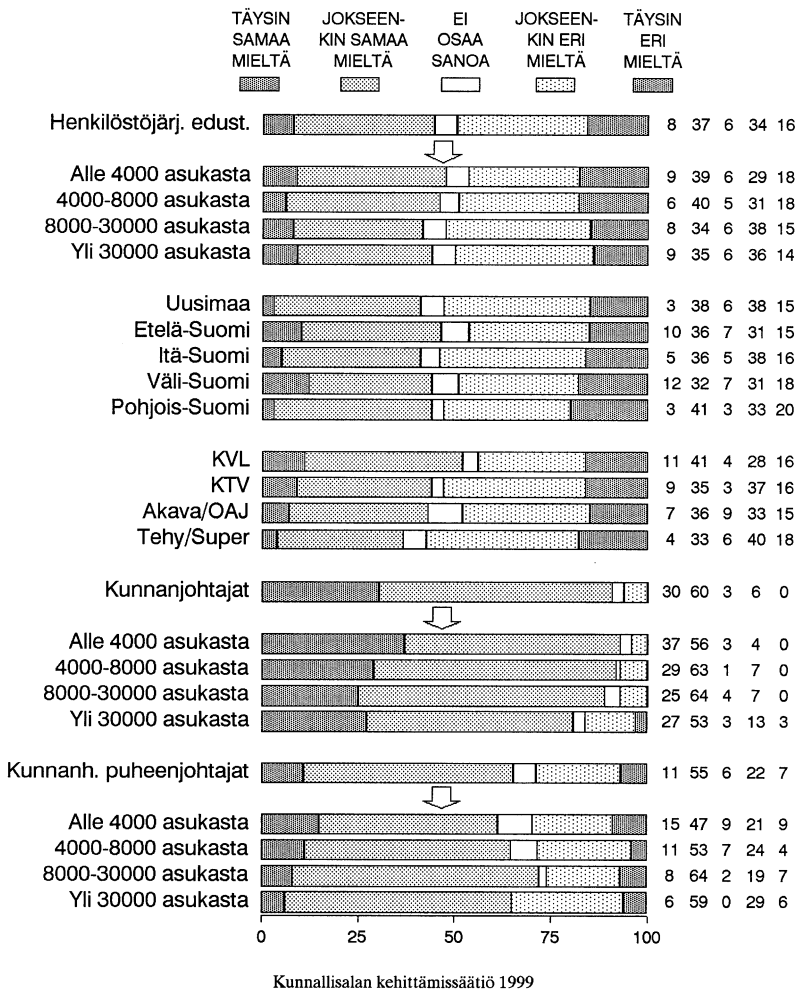 TÄYSIN SAMAA MIELTÄ
JOKSEEN-KIN SAMAA MIELTÄ
EI OSAA SANOA
JOKSEEN-KIN ERI MIELTÄ
TÄYSIN ERI MIELTÄ
Henkilöstöjärj. edust. 8 37 6 34 16
Alle 4000 asukasta 9 39 6 29 18
4000-8000 asukasta 6 40 5 31 18
8000-30000 asukasta 8 34 6 38 15
Yli 30000 asukasta 9 35 6 36 14
Uusimaa 3 38 6 38 15
Etelä-Suomi 10 36 7 31 15
Itä-Suomi 5 36 5 38 16
Väli-Suomi 12 32 7 31 18
Pohjois-Suomi 3 41 3 33 20
KVL 11 41 4 28 16
KTV 9 35 3 37 16
Akava/OAJ 7 36 9 33 15
Tehy/Super 4 33 6 40 18
Kunnanjohtajat 30 60 3 6 0
Alle 4000 asukasta 37 56 3 4 0
4000-8000 asukasta 29 63 1 7 0
8000-30000 asukasta 25 64 4 7 0
Yli 30000 asukasta 27 53 3 13 3
Kunnanh. puheenjohtajat 11 55 6 22 7
Alle 4000 asukasta 15 47 9 21 9
4000-8000 asukasta 11 53 7 24 4
8000-30000 asukasta 8 64 2 19 7
Yli 30000 asukasta 6 59 0 29 6
0 25 50 75 100
Kunnallisalan kehittämissäätiö 1999